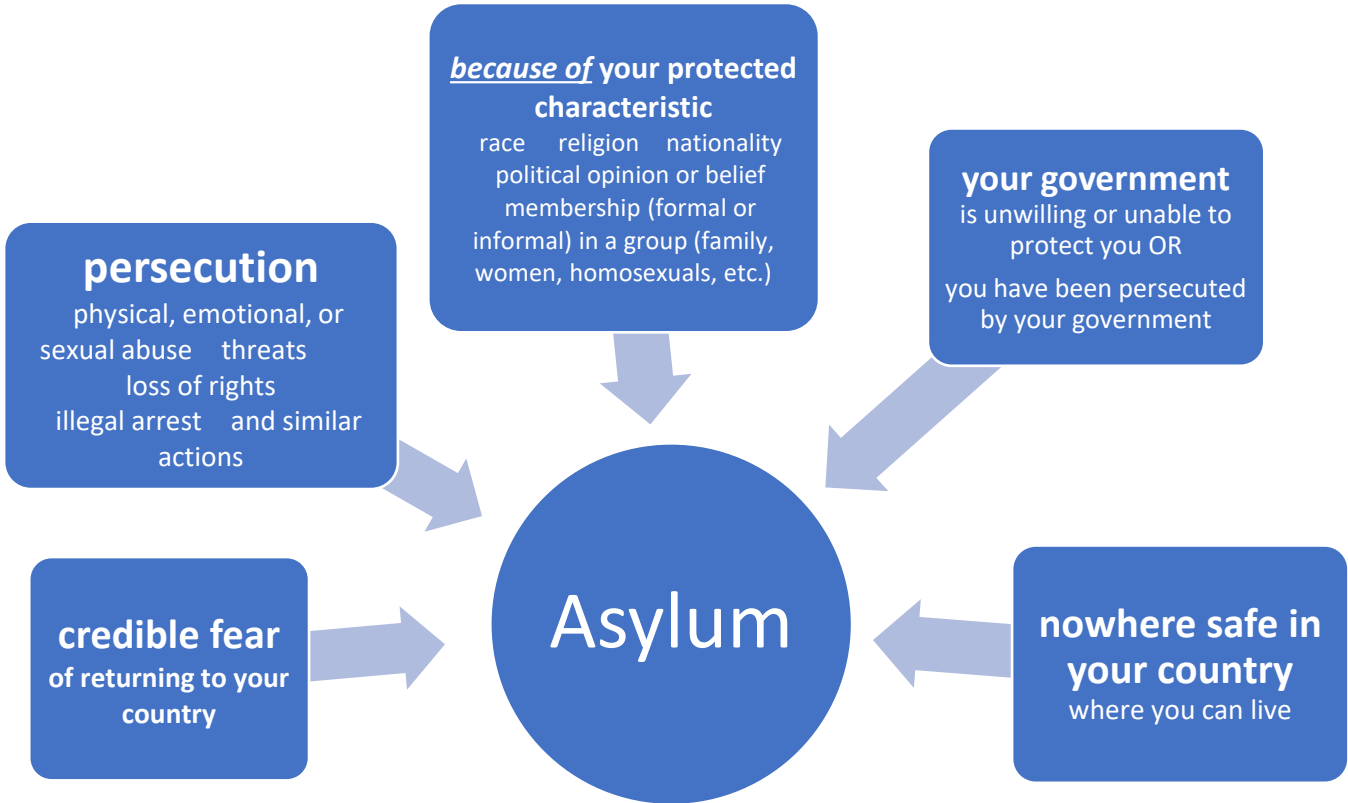 because of your protected
characteristic
race religion nationality
political opinion or belief
membership (formal or
informal) in a group (family,
women, homosexuals, etc.)
your government
is unwilling or unable to
protect you OR
you have been persecuted
by your government
persecution
physical, emotional, or
sexual abuse threats
loss of rights
illegal arrest and similar
actions
credible fear
of returning to your
country
Asylum
nowhere safe in
your country
where you can live